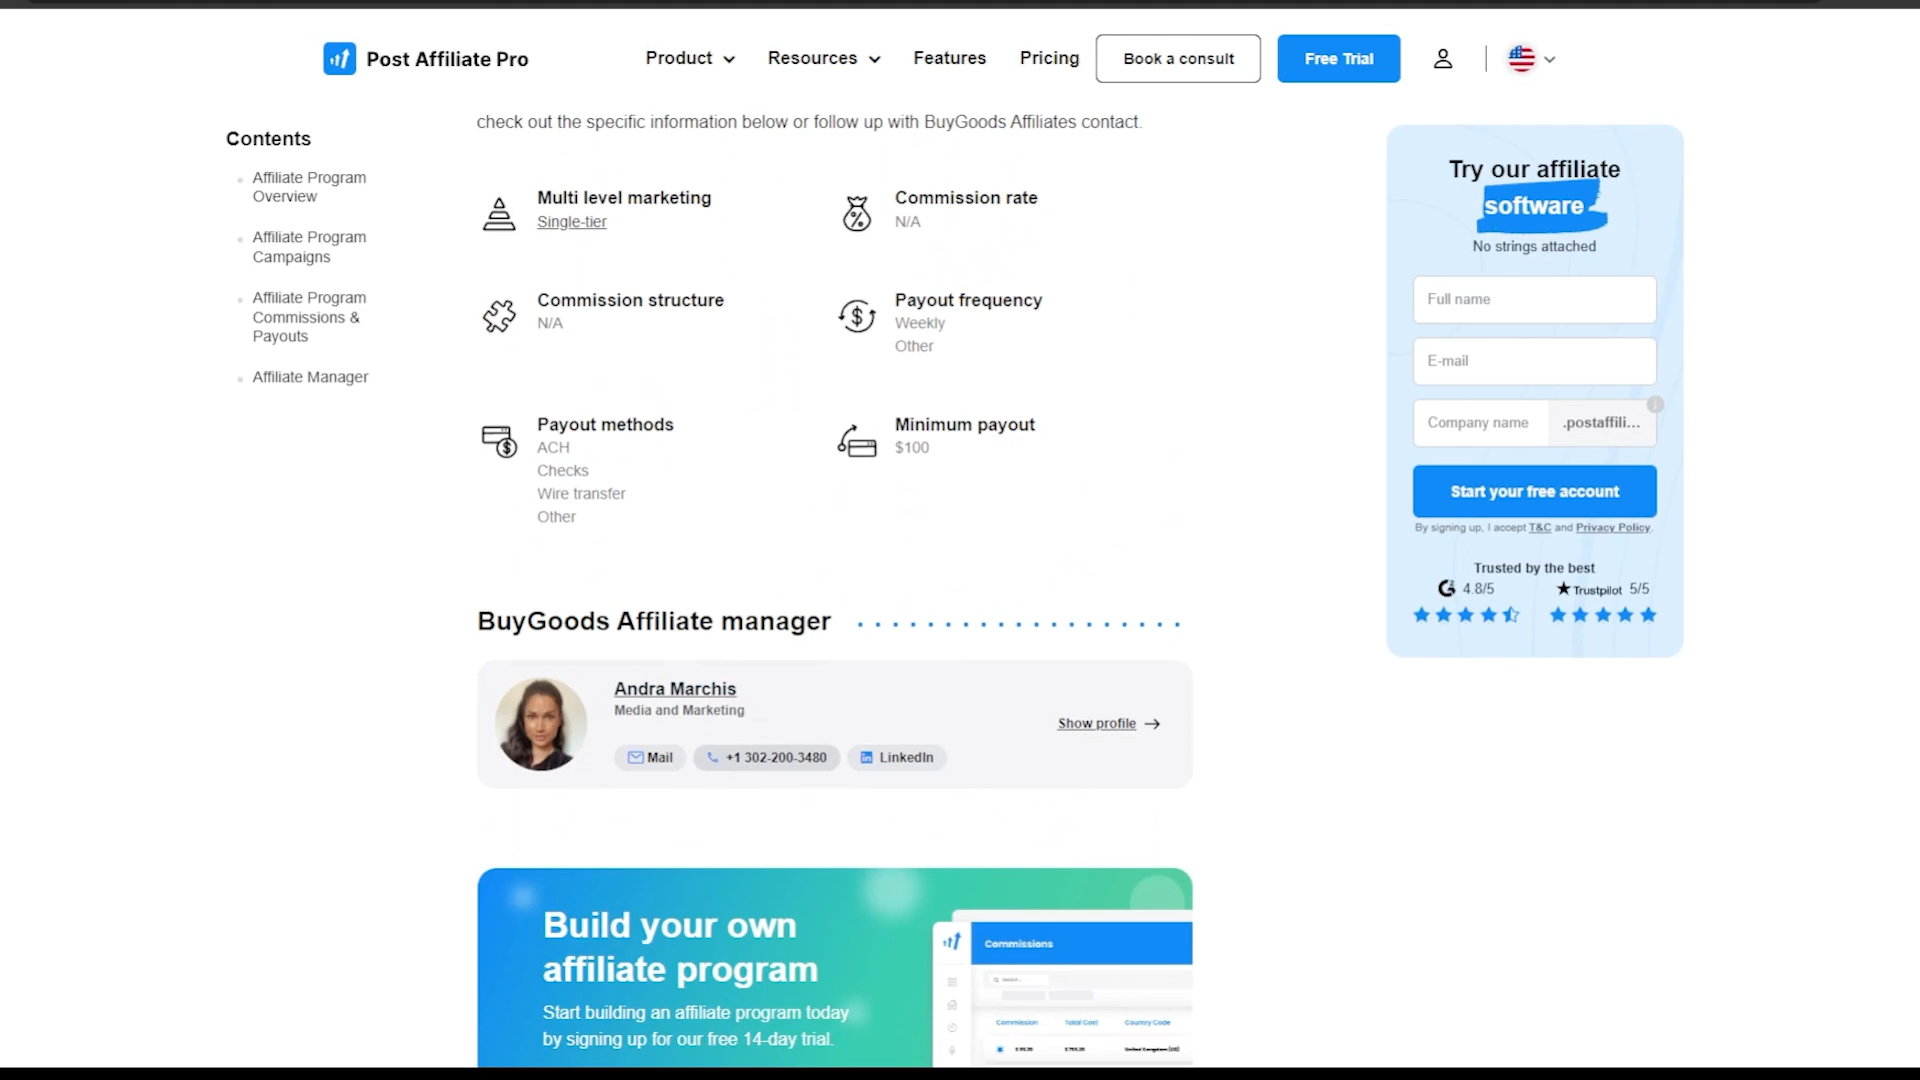 Post Affiliate Pro
Product
Resources
Features
Pricing
Book a consult
Free Trial
Contents
Affiliate Program
Overview
Affiliate Program
Campaigns
Affiliate Program
Commissions &
Payouts
Affiliate Manager
check out the specific information below or follow up with BuyGoods Affiliates contact.
Multi level marketing
Single-tier
Commission rate
N/A
Commission structure
N/A
Payout frequency
Weekly
Other
Payout methods
ACH
Checks
Wire transfer
Other
Minimum payout
$100
BuyGoods Affiliate manager
Andra Marchis
Media and Marketing
Mail
+1 302-200-3480
LinkedIn
Show profile
Build your own
affiliate program
Start building an affiliate program today
by signing up for our free 14-day trial.
Commissions
Commission
Total Cost
Country Code
Try our affiliate
software
No strings attached
Full name
E-mail
Company name
.postaffili...
Start your free account
By signing up, I accept T&C and Privacy Policy.
Trusted by the best
4.8/5
Trustpilot 5/5